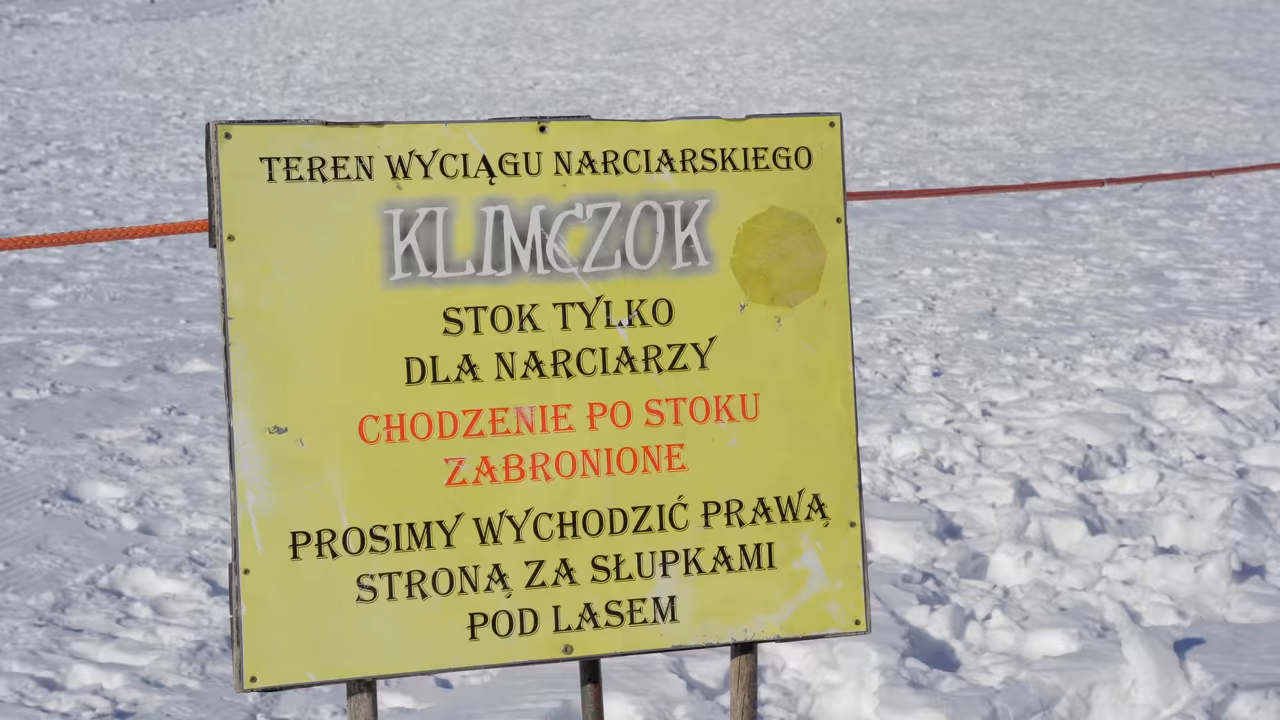 TEREN WYCIĄGU NARCIARSKIEGO
KLIMCZOK
STOK TYLKO
DLA NARCIARZY
CHODZENIE PO STOKU
ZABRONIONE
PROSIMY WYCHODZIĆ PRAWĄ
STRONĄ ZA SŁUPKAMI
POD LASEM